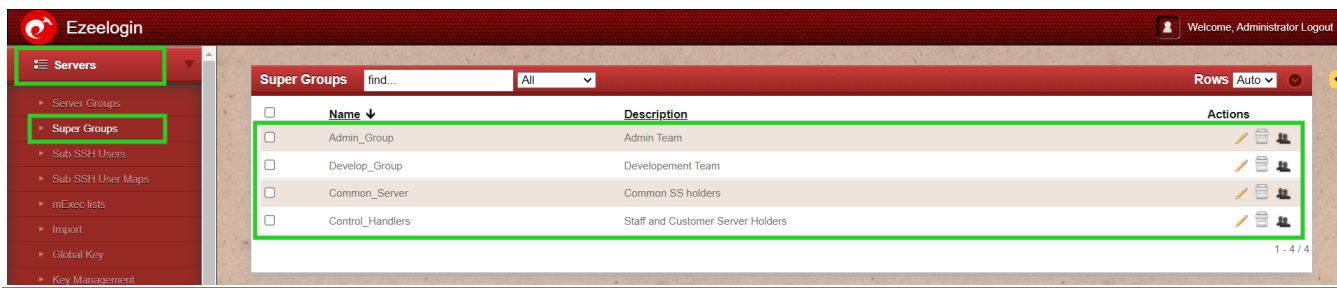 Ezeelogin
Welcome, Administrator Logout
Servers
Server Groups
Super Groups
Sub SSH Users
Sub SSH User Maps
mExec lists
Import
Global Key
Key Management
Super Groups find... All Rows Auto
Name Description Actions
Admin_Group Admin Team
Develop_Group Developement Team
Common_Server Common SS holders
Control_Handlers Staff and Customer Server Holders
1 - 4 / 4